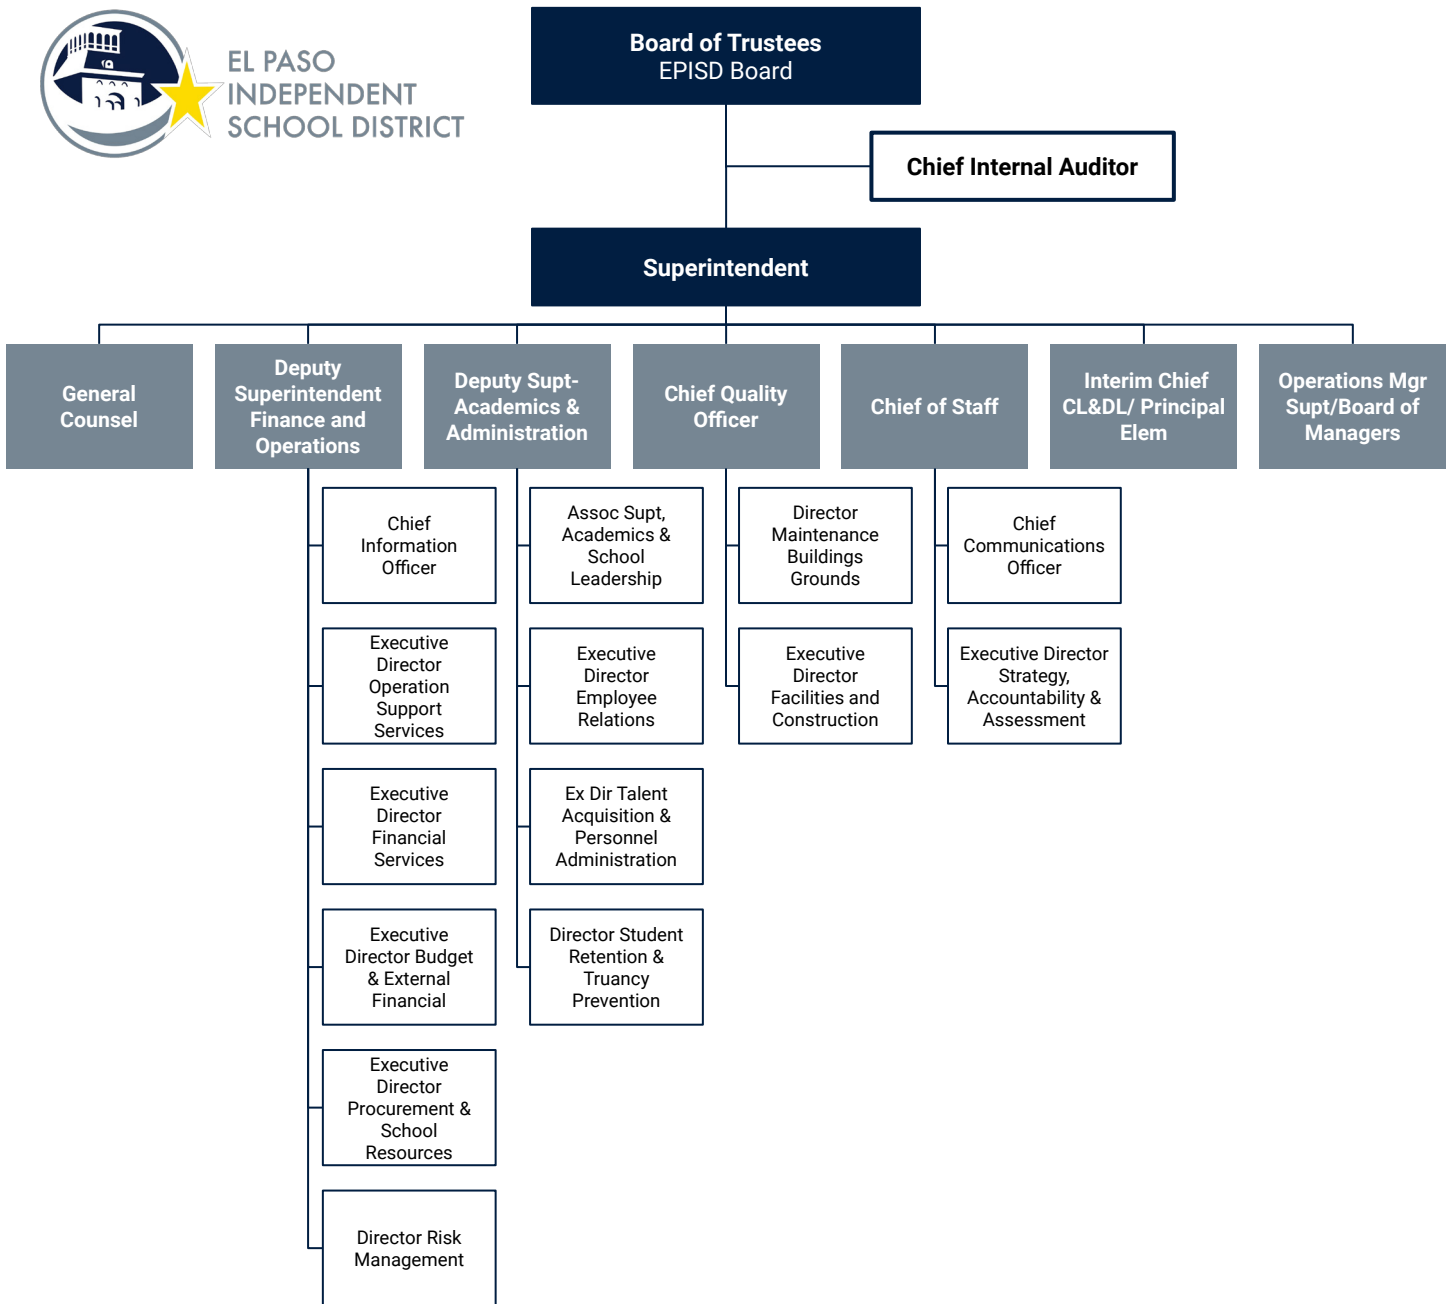 EL PASO
INDEPENDENT
SCHOOL DISTRICT
Board of Trustees
EPISD Board
Chief Internal Auditor
Superintendent
General
Counsel
Deputy
Superintendent
Finance and
Operations
Deputy Supt-
Academics &
Administration
Chief Quality
Officer
Chief of Staff
Interim Chief
CL&DL/ Principal
Elem
Operations Mgr
Supt/Board of
Managers
Chief
Information
Officer
Executive
Director
Operation
Support
Services
Executive
Director
Financial
Services
Executive
Director Budget
& External
Financial
Executive
Director
Procurement &
School
Resources
Director Risk
Management
Assoc Supt,
Academics &
School
Leadership
Executive
Director
Employee
Relations
Ex Dir Talent
Acquisition &
Personnel
Administration
Director Student
Retention &
Truancy
Prevention
Director
Maintenance
Buildings
Grounds
Executive
Director
Facilities and
Construction
Chief
Communications
Officer
Executive Director
Strategy,
Accountability &
Assessment